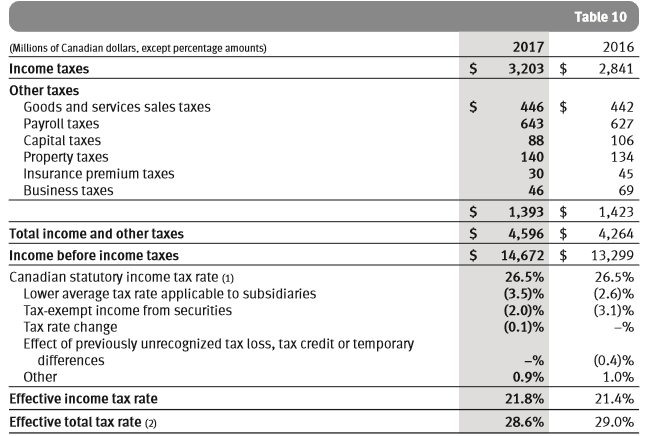 Table 10
(Millions of Canadian dollars, except percentage amounts) 2017 2016
Income taxes $ 3,203 $ 2,841
Other taxes
Goods and services sales taxes $ 446 $ 442
Payroll taxes 643 627
Capital taxes 88 106
Property taxes 140 134
Insurance premium taxes 30 45
Business taxes 46 69
$ 1,393 $ 1,423
Total income and other taxes $ 4,596 $ 4,264
Income before income taxes $ 14,672 $ 13,299
Canadian statutory income tax rate (1) 26.5% 26.5%
Lower average tax rate applicable to subsidiaries (3.5)% (2.6)%
Tax-exempt income from securities (2.0)% (3.1)%
Tax rate change (0.1)% –%
Effect of previously unrecognized tax loss, tax credit or temporary
differences –% (0.4)%
Other 0.9% 1.0%
Effective income tax rate 21.8% 21.4%
Effective total tax rate (2) 28.6% 29.0%